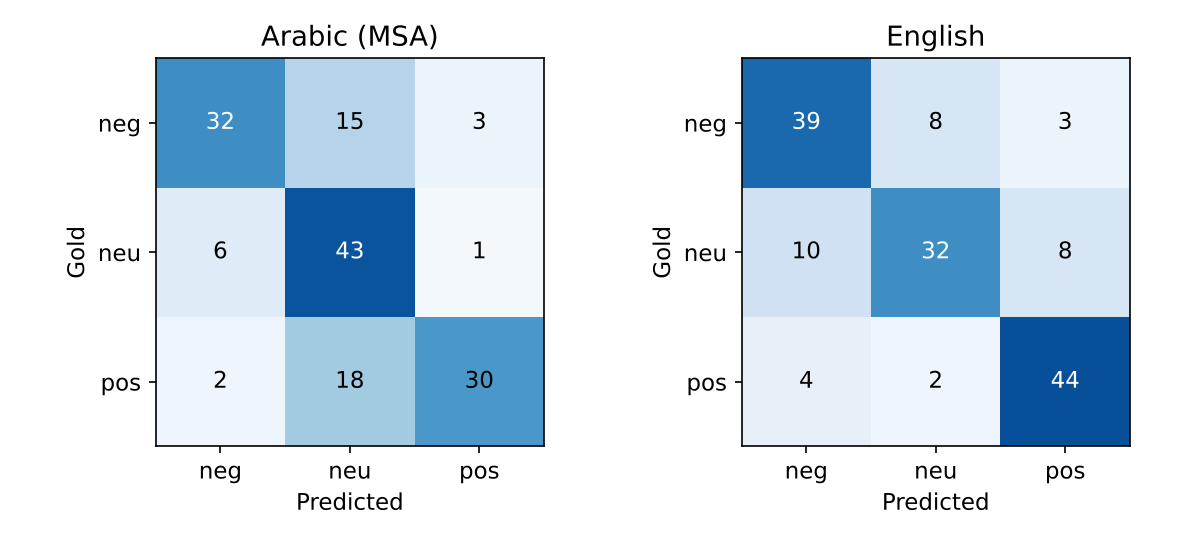 Arabic (MSA)
neg 32 15 3
neu 6 43 1
pos 2 18 30
neg neu pos
Predicted
Gold
English
neg 39 8 3
neu 10 32 8
pos 4 2 44
neg neu pos
Predicted
Gold